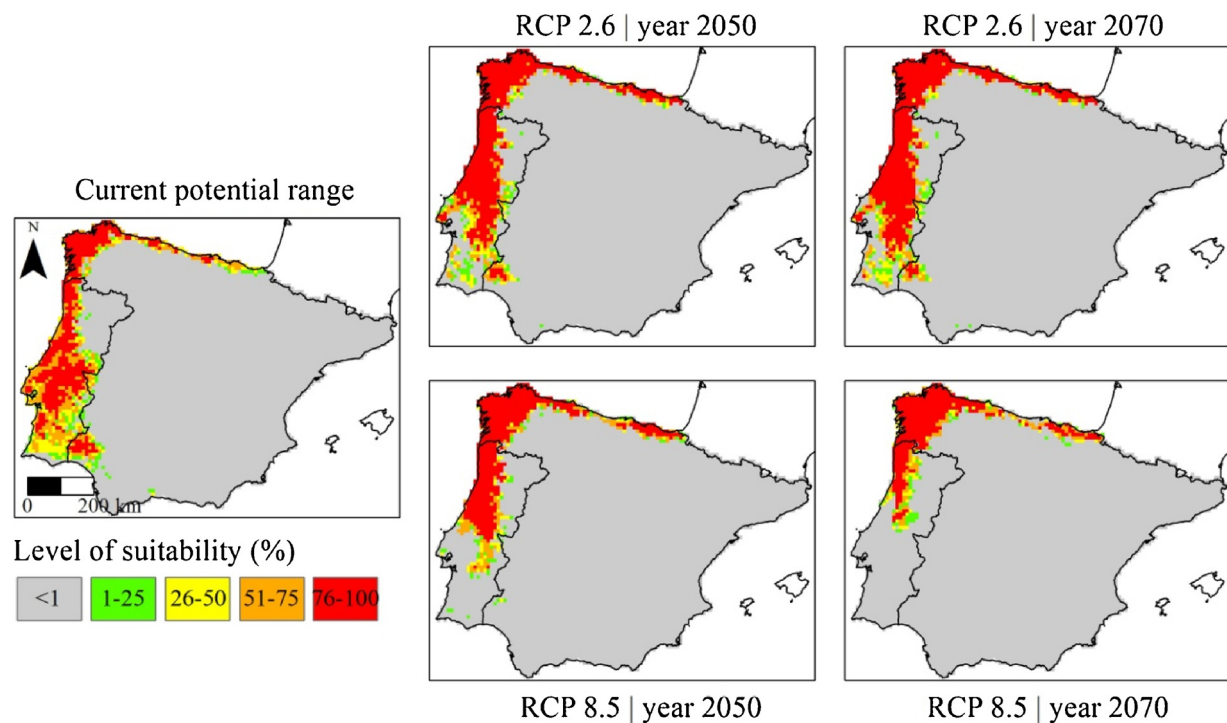 RCP 2.6 | year 2050
RCP 2.6 | year 2070
Current potential range
N
0
200 km
Level of suitability (%)
<1
1-25
26-50
51-75
76-100
RCP 8.5 | year 2050
RCP 8.5 | year 2070